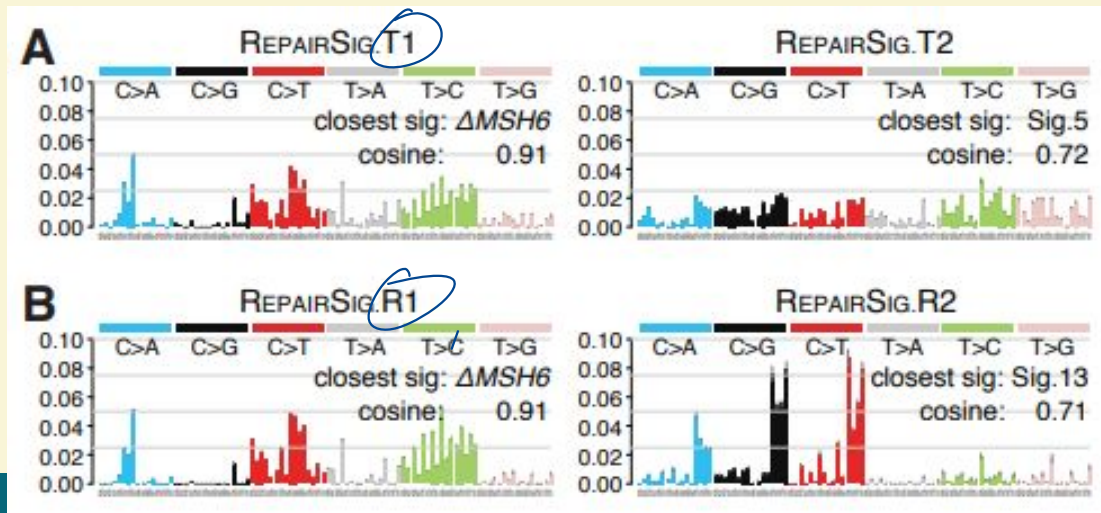 A
REPAIRSIG.T1
C>A C>G C>T T>A T>C T>G
closest sig: ΔMSH6
cosine: 0.91
0.10
0.08
0.06
0.04
0.02
0.00
REPAIRSIG.T2
C>A C>G C>T T>A T>C T>G
closest sig: Sig.5
cosine: 0.72
0.10
0.08
0.06
0.04
0.02
0.00
B
REPAIRSIG.R1
C>A C>G C>T T>A T>C T>G
closest sig: ΔMSH6
cosine: 0.91
0.10
0.08
0.06
0.04
0.02
0.00
REPAIRSIG.R2
C>A C>G C>T T>A T>C T>G
closest sig: Sig.13
cosine: 0.71
0.10
0.08
0.06
0.04
0.02
0.00